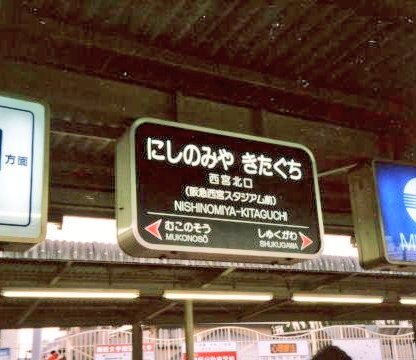 方面
にしのみや きたぐち
西宮北口
(阪急西宮スタジアム前)
NISHINOMIYA-KITAGUCHI
むこのそう
MUKONOSŌ
しゅくがわ
SHUKUGAWA